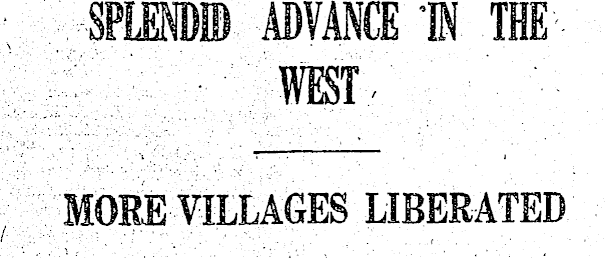 SPLENDID ADVANCE IN THE
WEST
MORE VILLAGES LIBERATED